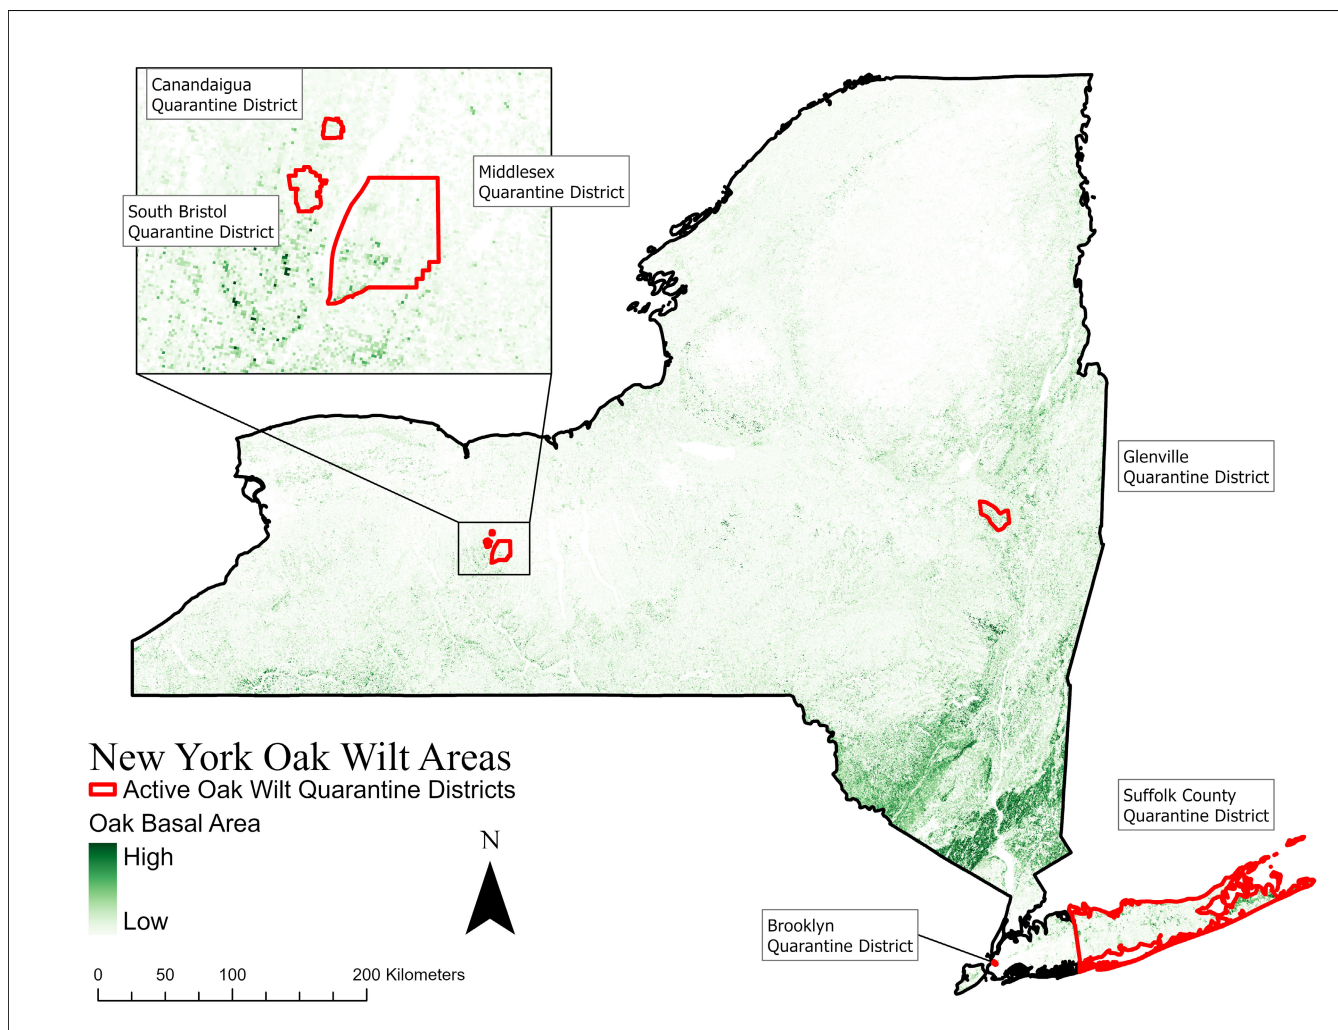 Canandaigua
Quarantine District
Middlesex
Quarantine District
South Bristol
Quarantine District
Glenville
Quarantine District
New York Oak Wilt Areas
Active Oak Wilt Quarantine Districts
Oak Basal Area
High
Low
N
Suffolk County
Quarantine District
Brooklyn
Quarantine District
0 50 100 200 Kilometers